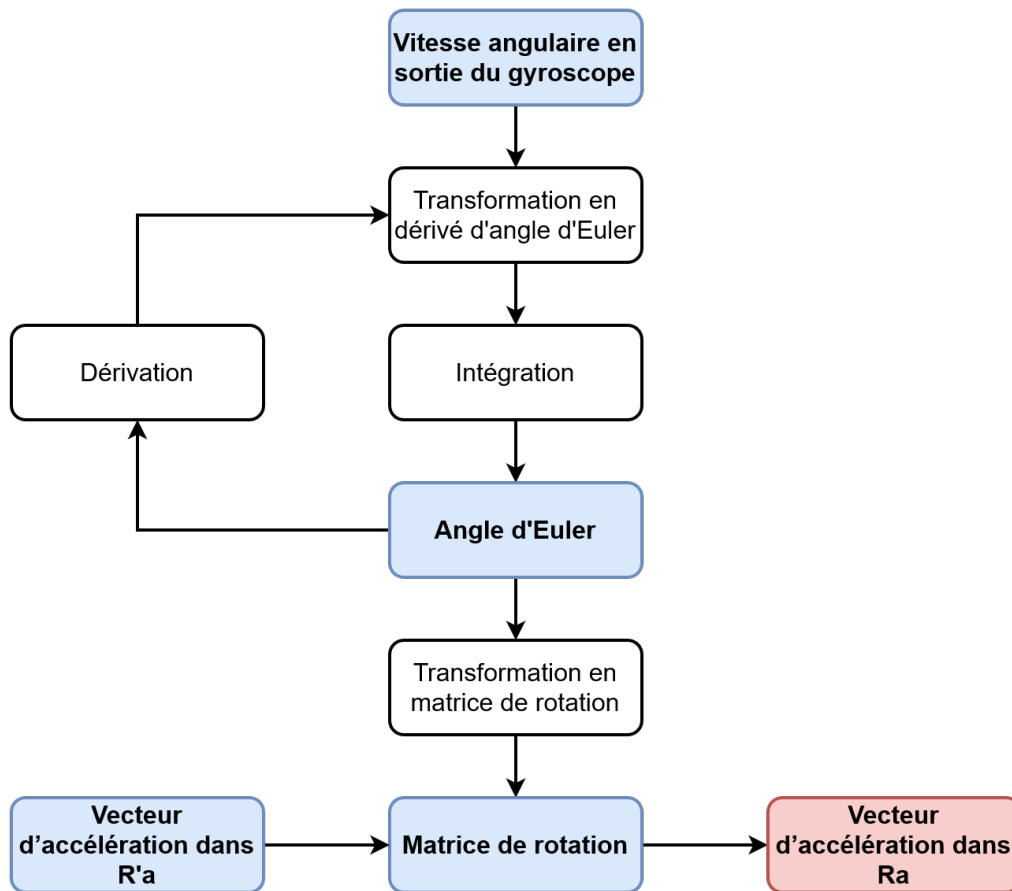 Vitesse angulaire en
sortie du gyroscope
Transformation en
dérivé d'angle d'Euler
Dérivation
Intégration
Angle d'Euler
Transformation en
matrice de rotation
Vecteur
d’accélération dans
R'a
Matrice de rotation
Vecteur
d’accélération dans
Ra